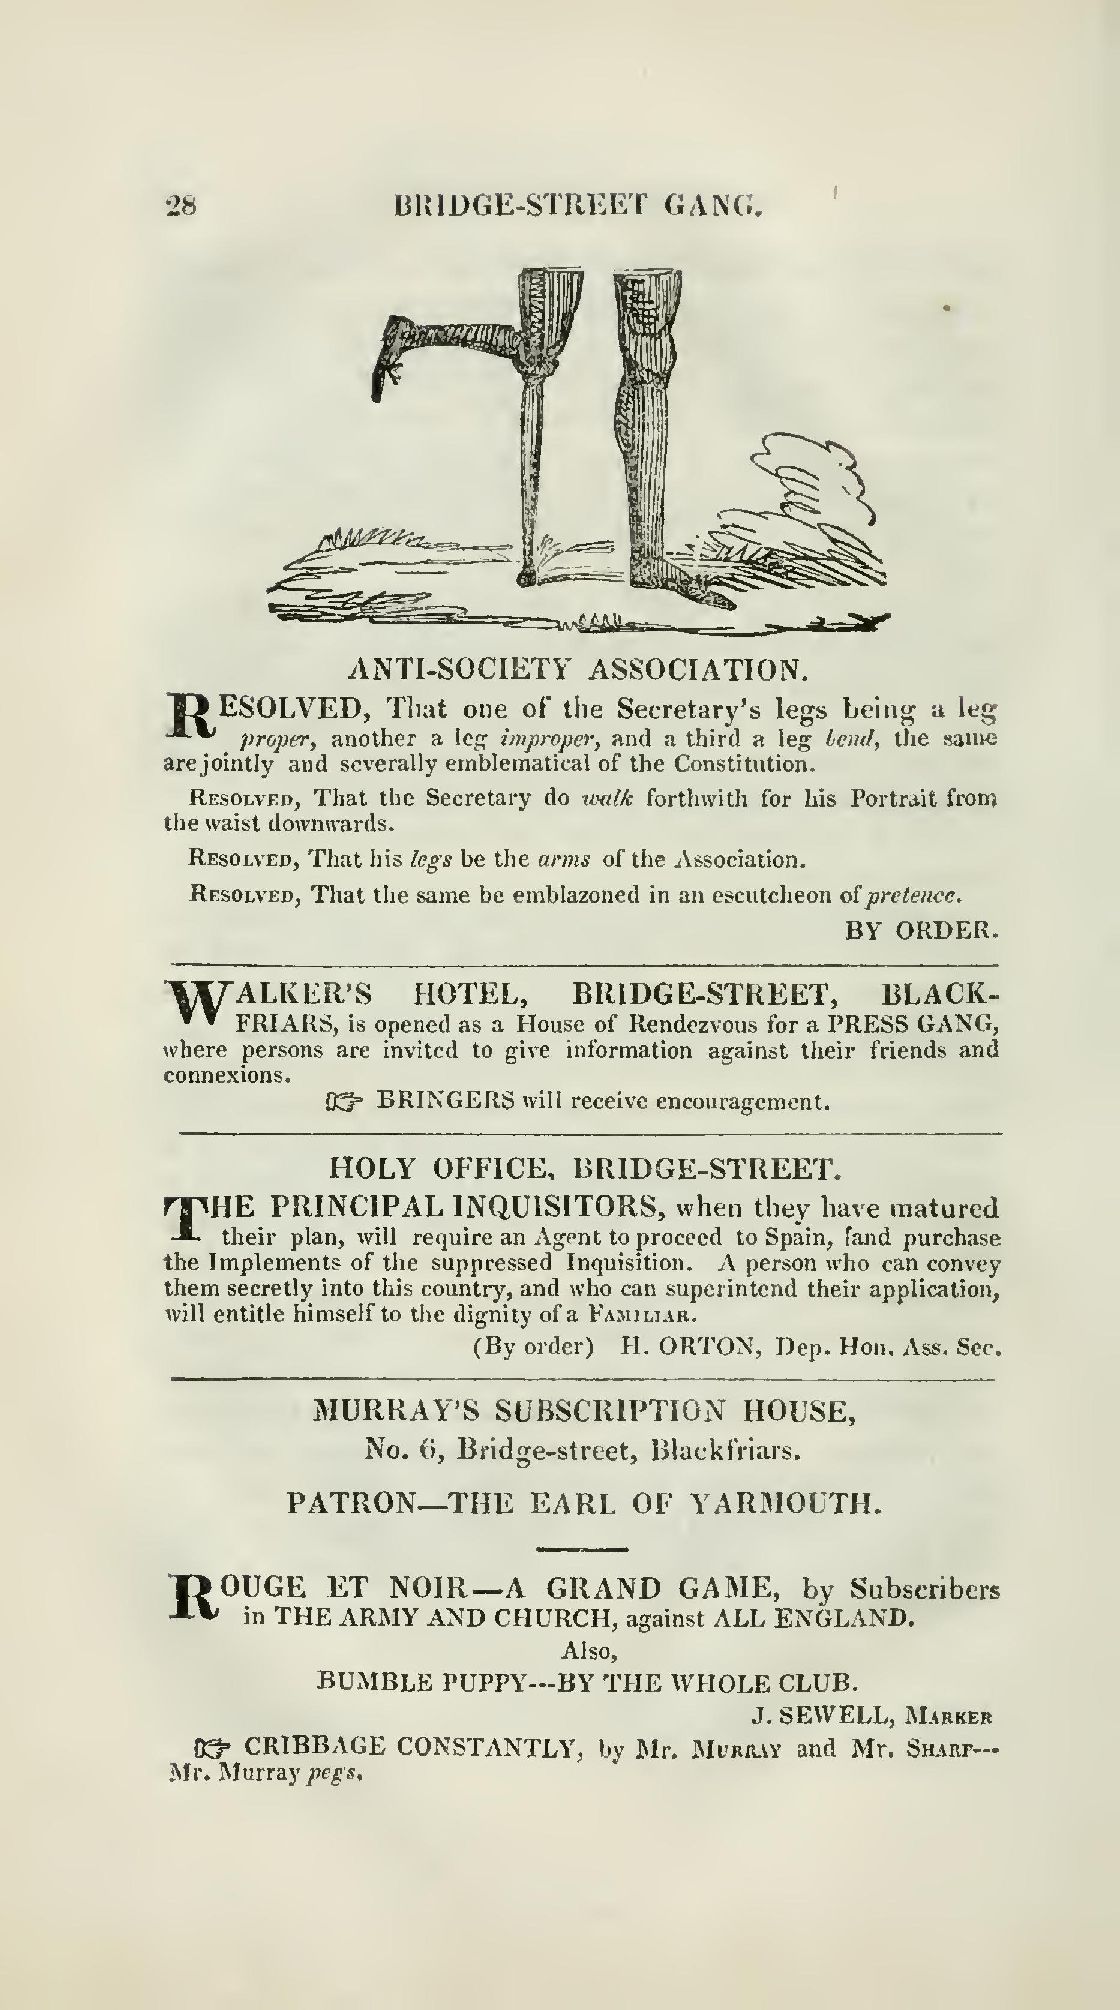 28 BRIDGE-STREET GANG.
ANTI-SOCIETY ASSOCIATION.
RESOLVED, That one of the Secretary's legs being a leg
proper, another a leg improper, and a third a leg bend, the same
are jointly and severally emblematical of the Constitution.
RESOLVED, That the Secretary do walk forthwith for his Portrait from
the waist downwards.
RESOLVED, That his legs be the arms of the Association.
RESOLVED, That the same be emblazoned in an escutcheon of pretence.
BY ORDER.
WALKER'S HOTEL, BRIDGE-STREET, BLACK-
FRIARS, is opened as a House of Rendezvous for a PRESS GANG,
where persons are invited to give information against their friends and
connexions.
☞ BRINGERS will receive encouragement.
HOLY OFFICE, BRIDGE-STREET.
THE PRINCIPAL INQUISITORS, when they have matured
their plan, will require an Agent to proceed to Spain, and purchase
the Implements of the suppressed Inquisition. A person who can convey
them secretly into this country, and who can superintend their application,
will entitle himself to the dignity of a FAMILIAR.
(By order) H. ORTON, Dep. Hon. Ass. Sec.
MURRAY'S SUBSCRIPTION HOUSE,
No. 6, Bridge-street, Blackfriars.
PATRON—THE EARL OF YARMOUTH.
ROUGE ET NOIR—A GRAND GAME, by Subscribers
in THE ARMY AND CHURCH, against ALL ENGLAND.
Also,
BUMBLE PUPPY---BY THE WHOLE CLUB.
J. SEWELL, MARKER
☞ CRIBBAGE CONSTANTLY, by Mr. MURRAY and Mr. SHARP---
Mr. Murray pegs.